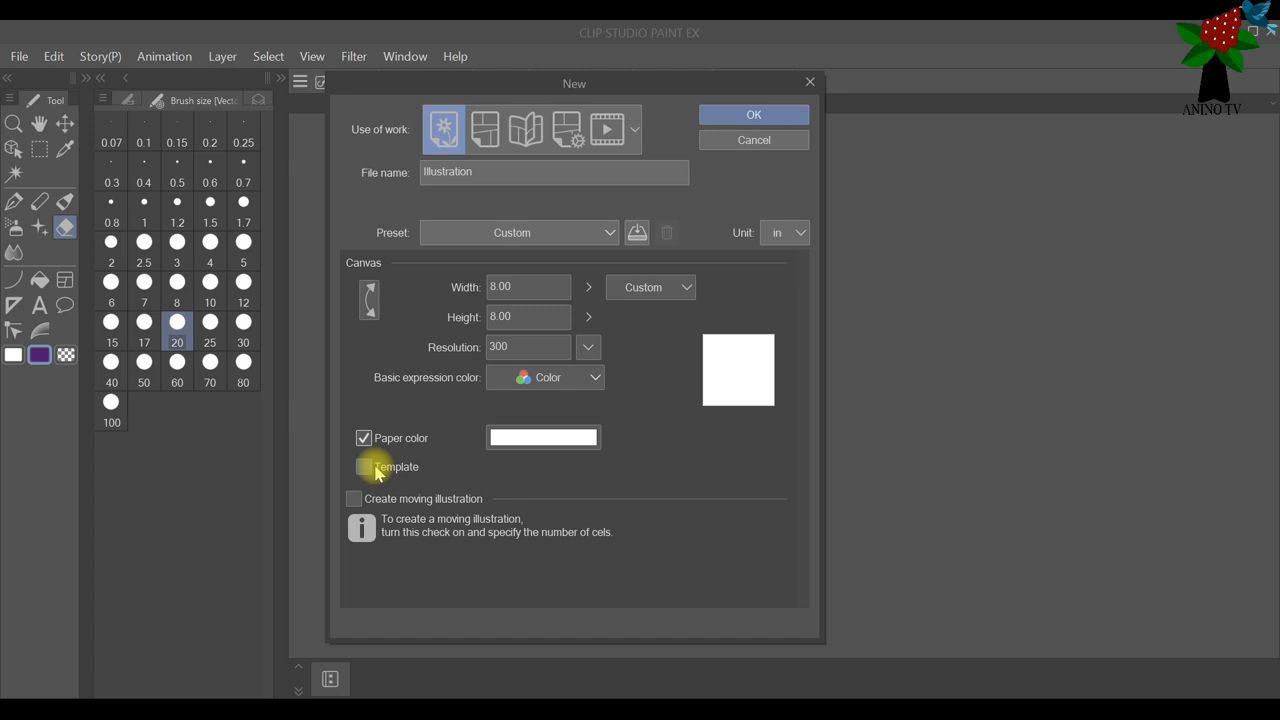 CLIP STUDIO PAINT EX
File Edit Story(P) Animation Layer Select View Filter Window Help
Tool
Brush size [Vect
ANINO TV
New
Use of work:
OK
Cancel
File name: Illustration
Preset: Custom
Unit: in
Canvas
Width: 8.00 Custom
Height: 8.00
Resolution: 300
Basic expression color: Color
Paper color
Template
Create moving illustration
To create a moving illustration,
turn this check on and specify the number of cels.
0.07 0.1 0.15 0.2 0.25
0.3 0.4 0.5 0.6 0.7
0.8 1 1.2 1.5 1.7
2 2.5 3 4 5
6 7 8 10 12
15 17 20 25 30
40 50 60 70 80
100